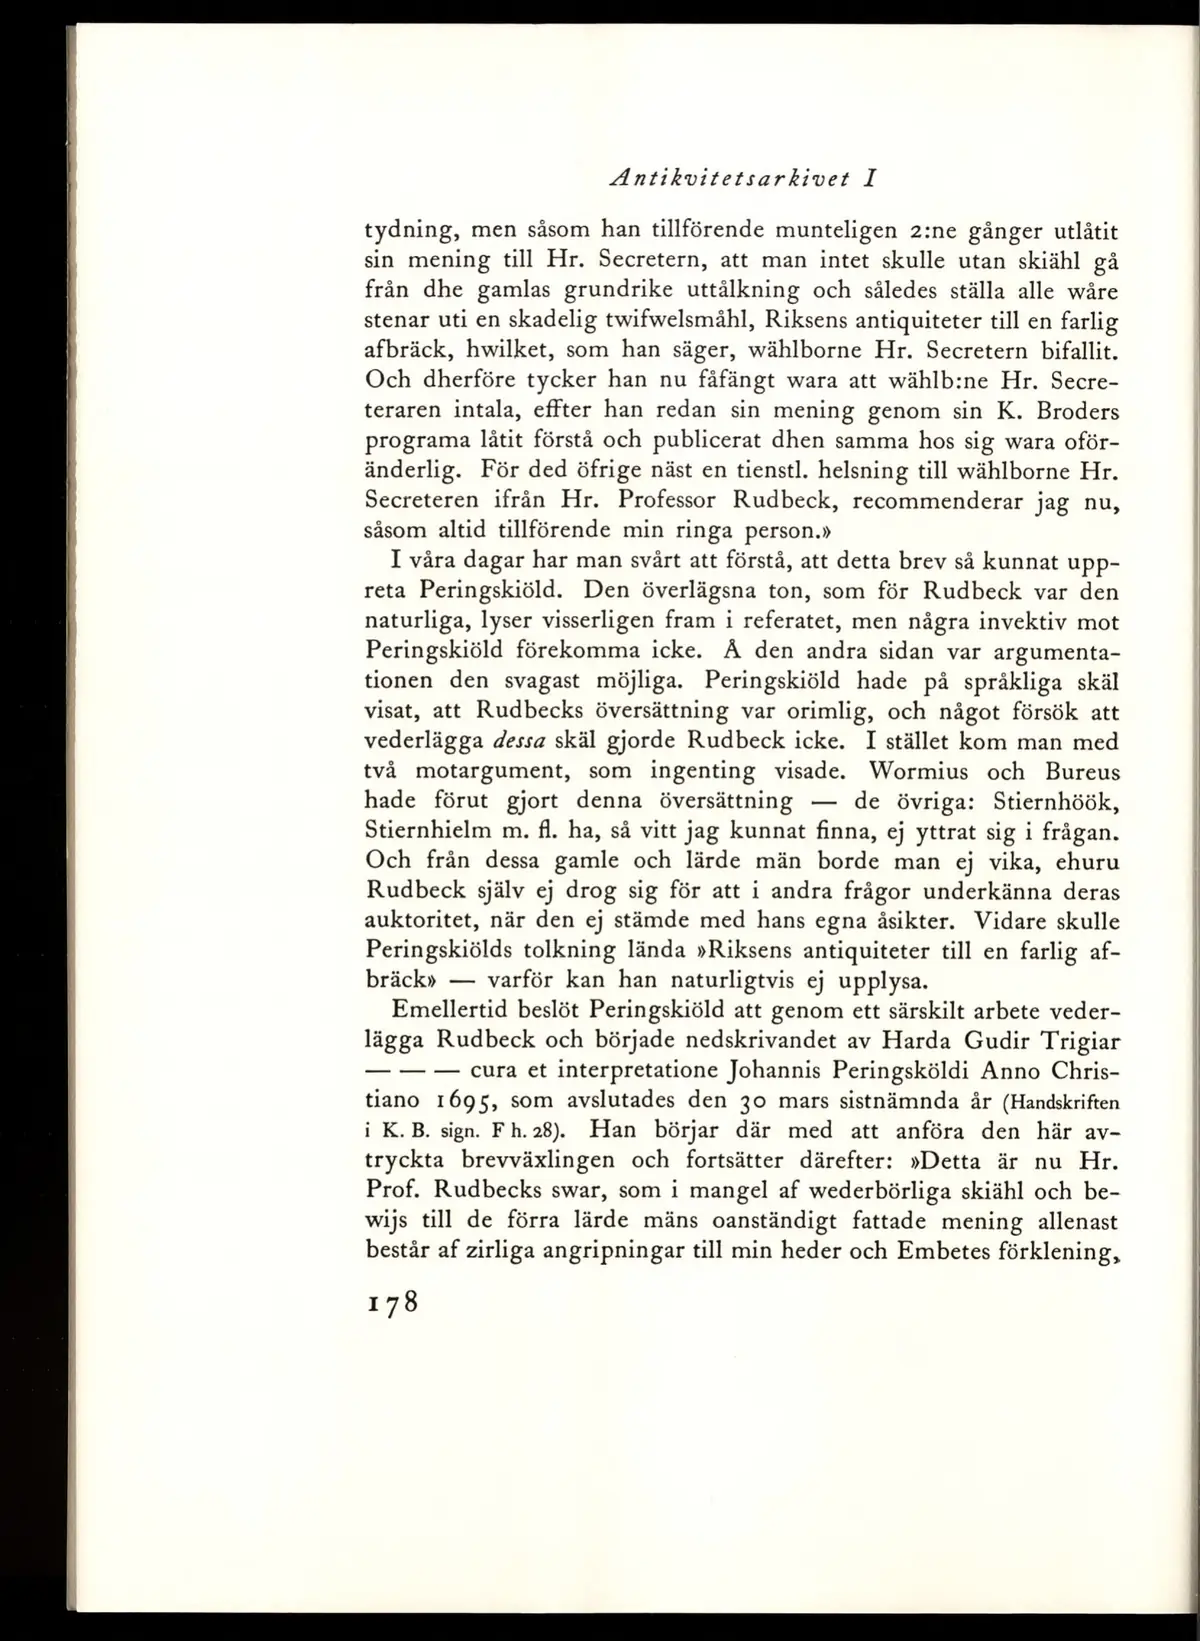 Antikvitetsarkivet I
tydning, men såsom han tillförende munteligen 2:ne gånger utlåtit
sin mening till Hr. Secretern, att man intet skulle utan skiähl gå
från dhe gamlas grundrike uttålkning och således ställa alle wåre
stenar uti en skadelig twifwelsmåhl, Riksens antiquiteter till en farlig
afbräck, hwilket, som han säger, wählborne Hr. Secretern bifallit.
Och dherföre tycker han nu fåfängt wara att wählb:ne Hr. Secre-
teraren intala, effter han redan sin mening genom sin K. Broders
programa låtit förstå och publicerat dhen samma hos sig wara oför-
änderlig. För ded öfrige näst en tienstl. helsning till wählborne Hr.
Secreteren ifrån Hr. Professor Rudbeck, recommenderar jag nu,
såsom altid tillförende min ringa person.»
I våra dagar har man svårt att förstå, att detta brev så kunnat upp-
reta Peringskiöld. Den överlägsna ton, som för Rudbeck var den
naturliga, lyser visserligen fram i referatet, men några invektiv mot
Peringskiöld förekomma icke. Å den andra sidan var argumenta-
tionen den svagast möjliga. Peringskiöld hade på språkliga skäl
visat, att Rudbecks översättning var orimlig, och något försök att
vederlägga dessa skäl gjorde Rudbeck icke. I stället kom man med
två motargument, som ingenting visade. Wormius och Bureus
hade förut gjort denna översättning — de övriga: Stiernhöök,
Stiernhielm m. fl. ha, så vitt jag kunnat finna, ej yttrat sig i frågan.
Och från dessa gamle och lärde män borde man ej vika, ehuru
Rudbeck själv ej drog sig för att i andra frågor underkänna deras
auktoritet, när den ej stämde med hans egna åsikter. Vidare skulle
Peringskiölds tolkning lända »Riksens antiquiteter till en farlig af-
bräck» — varför kan han naturligtvis ej upplysa.
Emellertid beslöt Peringskiöld att genom ett särskilt arbete veder-
lägga Rudbeck och började nedskrivandet av Harda Gudir Trigiar
— — — cura et interpretatione Johannis Peringsköldi Anno Chris-
tiano 1695, som avslutades den 30 mars sistnämnda år (Handskriften
i K. B. sign. F h. 28). Han börjar där med att anföra den här av-
tryckta brevväxlingen och fortsätter därefter: »Detta är nu Hr.
Prof. Rudbecks swar, som i mangel af wederbörliga skiähl och be-
wijs till de förra lärde mäns oanständigt fattade mening allenast
består af zirliga angripningar till min heder och Embetes förklening,
178